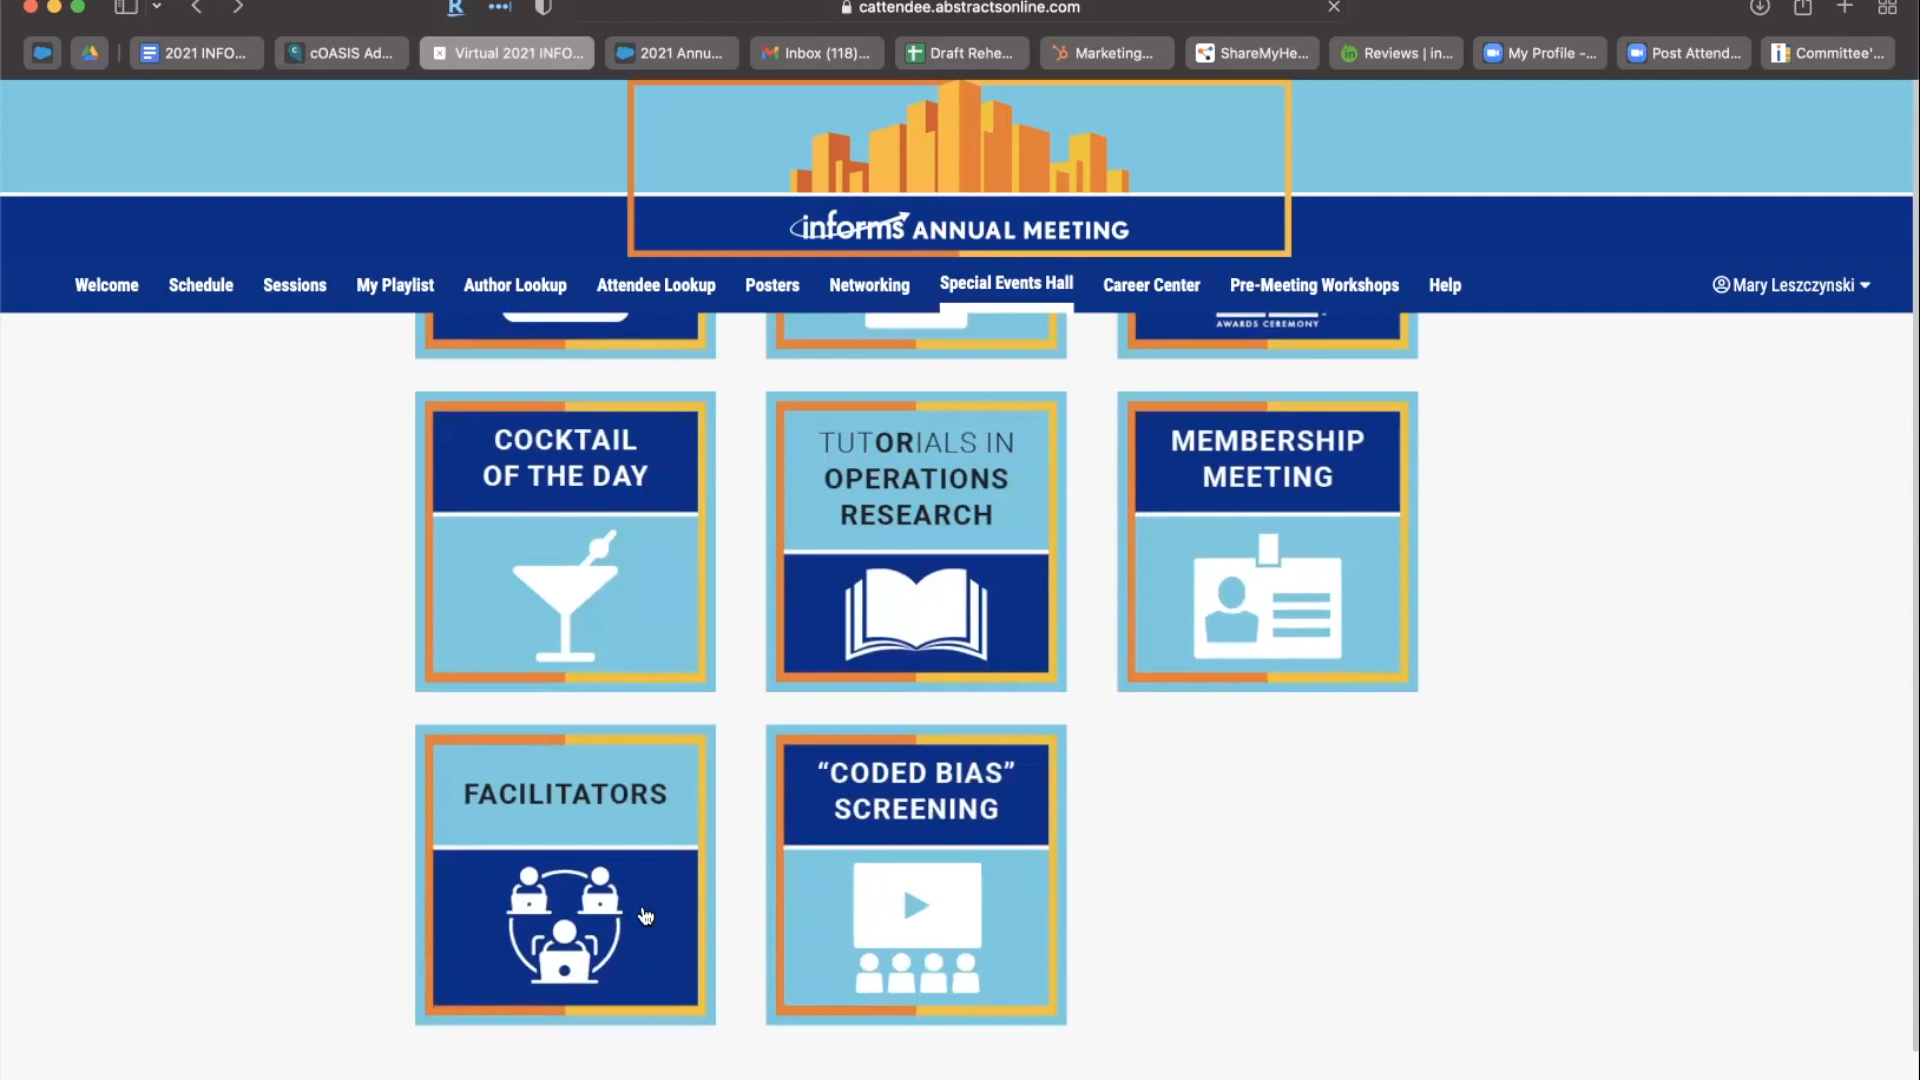 cattendee.abstractsonline.com
2021 INFO...
cOASIS Ad...
Virtual 2021 INFO...
2021 Annu...
Inbox (118)...
Draft Rehe...
Marketing...
ShareMyHe...
Reviews | in...
My Profile -...
Post Attend...
Committee'...
informs ANNUAL MEETING
Welcome
Schedule
Sessions
My Playlist
Author Lookup
Attendee Lookup
Posters
Networking
Special Events Hall
Career Center
Pre-Meeting Workshops
Help
Mary Leszczynski
AWARDS CEREMONY
COCKTAIL
OF THE DAY
TUTORIALS IN
OPERATIONS
RESEARCH
MEMBERSHIP
MEETING
FACILITATORS
“CODED BIAS”
SCREENING